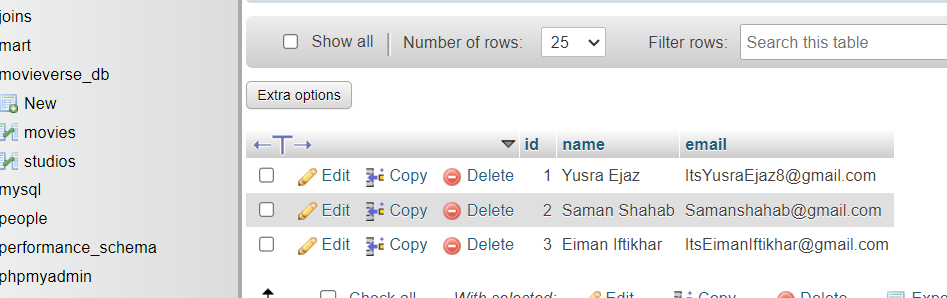 joins
mart
movieverse_db
New
movies
studios
mysql
people
performance_schema
phpmyadmin
Show all Number of rows: 25 Filter rows: Search this table
Extra options
id name email
Edit Copy Delete 1 Yusra Ejaz ItsYusraEjaz8@gmail.com
Edit Copy Delete 2 Saman Shahab Samanshahab@gmail.com
Edit Copy Delete 3 Eiman Iftikhar ItsEimanIftikhar@gmail.com
Check all With selected: Edit Copy Delete